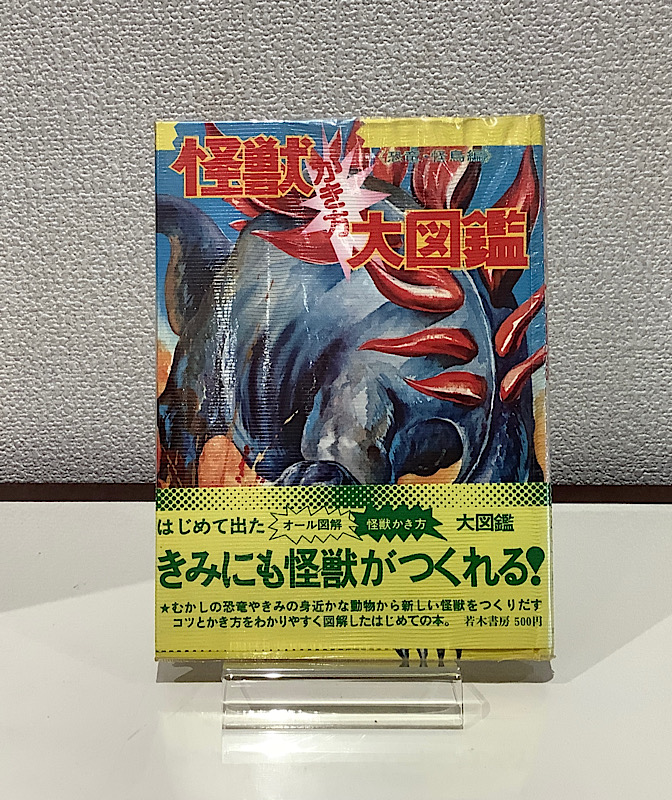 怪獣
かき方
大図鑑
恐竜・怪鳥編
はじめて出た オール図解 怪獣かき方 大図鑑
きみにも怪獣がつくれる!
★むかしの恐竜やきみの身近かな動物から新しい怪獣をつくりだす
コツとかき方をわかりやすく図解したはじめての本。 若木書房 500円